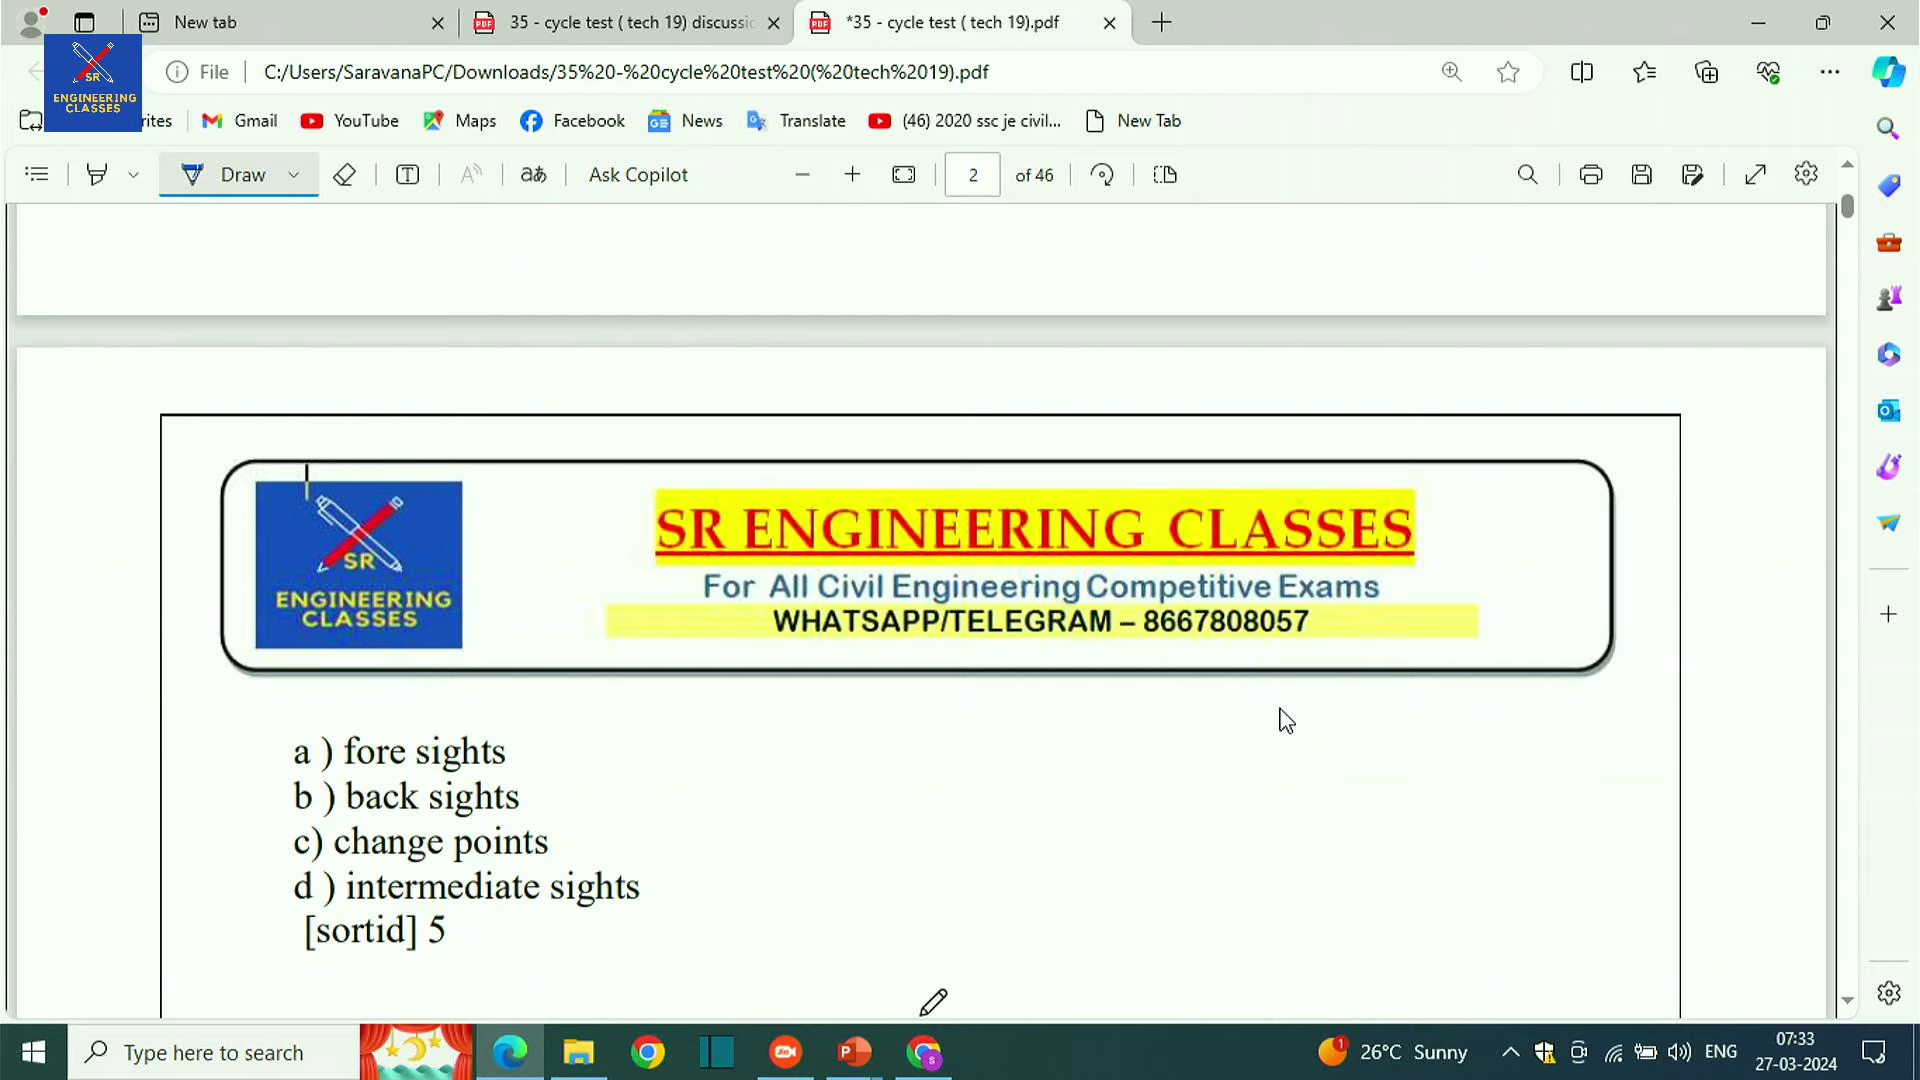 New tab
35 - cycle test ( tech 19) discussi
*35 - cycle test ( tech 19).pdf
SR
ENGINEERING
CLASSES
File
C:/Users/SaravanaPC/Downloads/35%20-%20cycle%20test%20(%20tech%2019).pdf
rites
Gmail
YouTube
Maps
Facebook
News
Translate
(46) 2020 ssc je civil...
New Tab
Draw
Ask Copilot
2
of 46
SR
ENGINEERING
CLASSES
SR ENGINEERING CLASSES
For All Civil Engineering Competitive Exams
WHATSAPP/TELEGRAM – 8667808057
a ) fore sights
b ) back sights
c) change points
d ) intermediate sights
[sortid] 5
Type here to search
26°C Sunny
ENG
07:33
27-03-2024